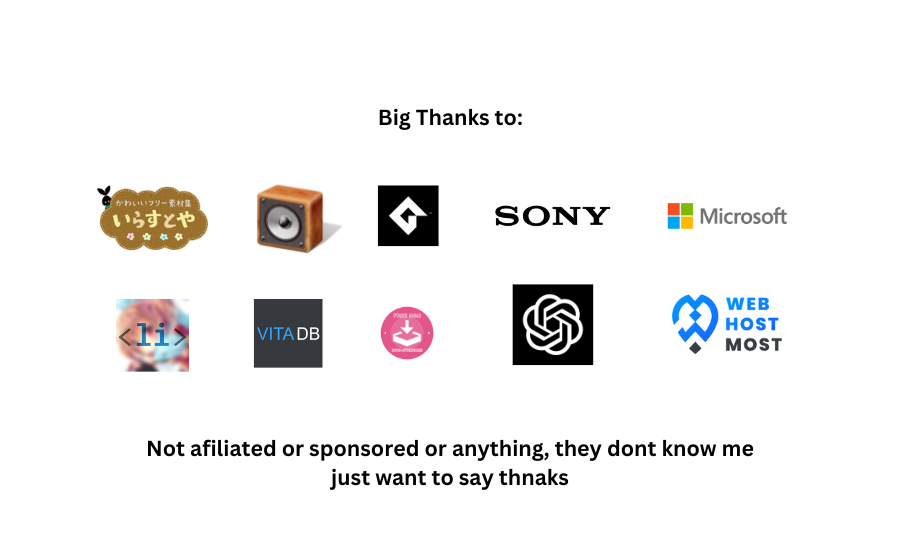 Big Thanks to:
かわいいフリー素材集
いらすとや
SONY
Microsoft
<li>
VITA DB
WEB
HOST
MOST
Not afiliated or sponsored or anything, they dont know me
just want to say thnaks